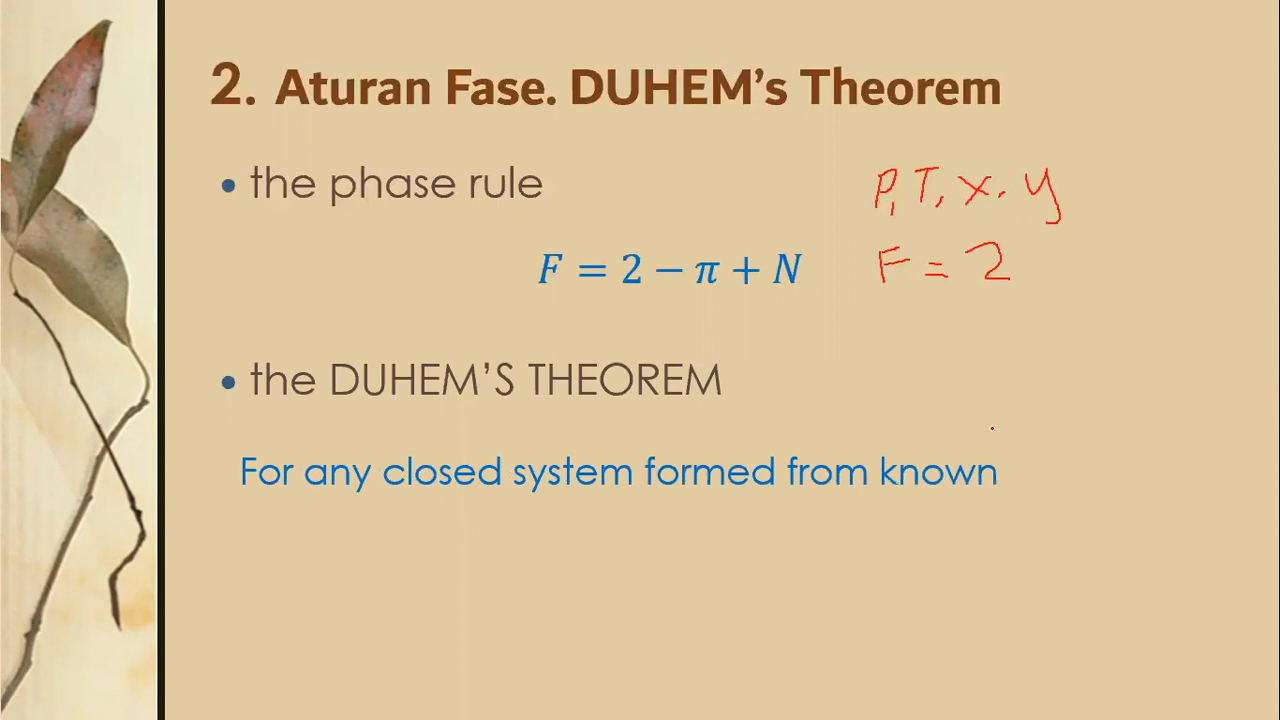 2. Aturan Fase. DUHEM's Theorem
• the phase rule
P, T, x, y
F = 2 − π + N
F = 2
• the DUHEM'S THEOREM
For any closed system formed from known